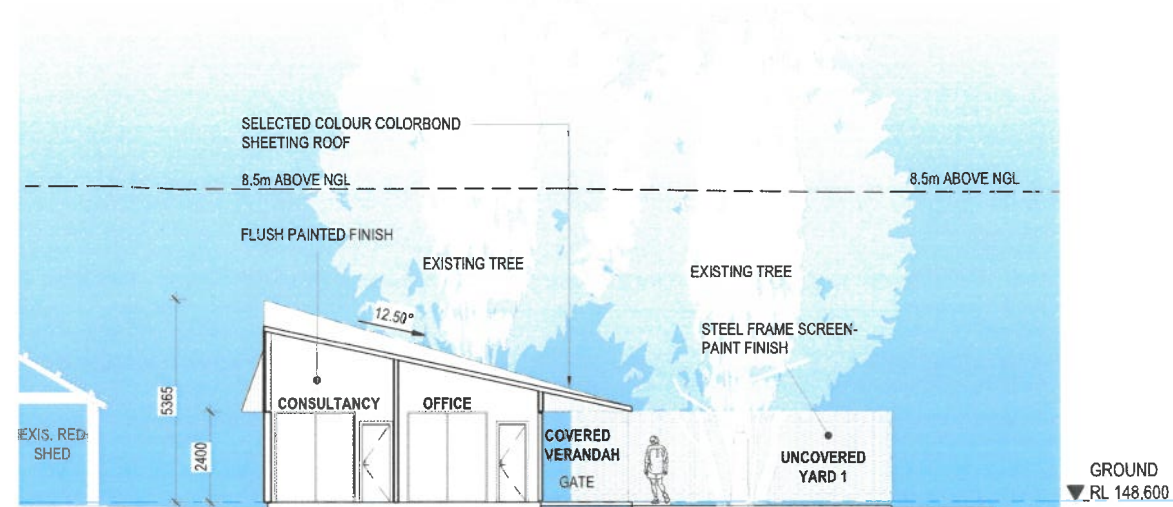 SELECTED COLOUR COLORBOND
SHEETING ROOF
8.5m ABOVE NGL
8.5m ABOVE NGL
FLUSH PAINTED FINISH
EXISTING TREE
EXISTING TREE
12.50°
STEEL FRAME SCREEN-
PAINT FINISH
5365
2400
CONSULTANCY
OFFICE
EXIS. RED
SHED
COVERED
VERANDAH
GATE
UNCOVERED
YARD 1
GROUND
RL 148,600